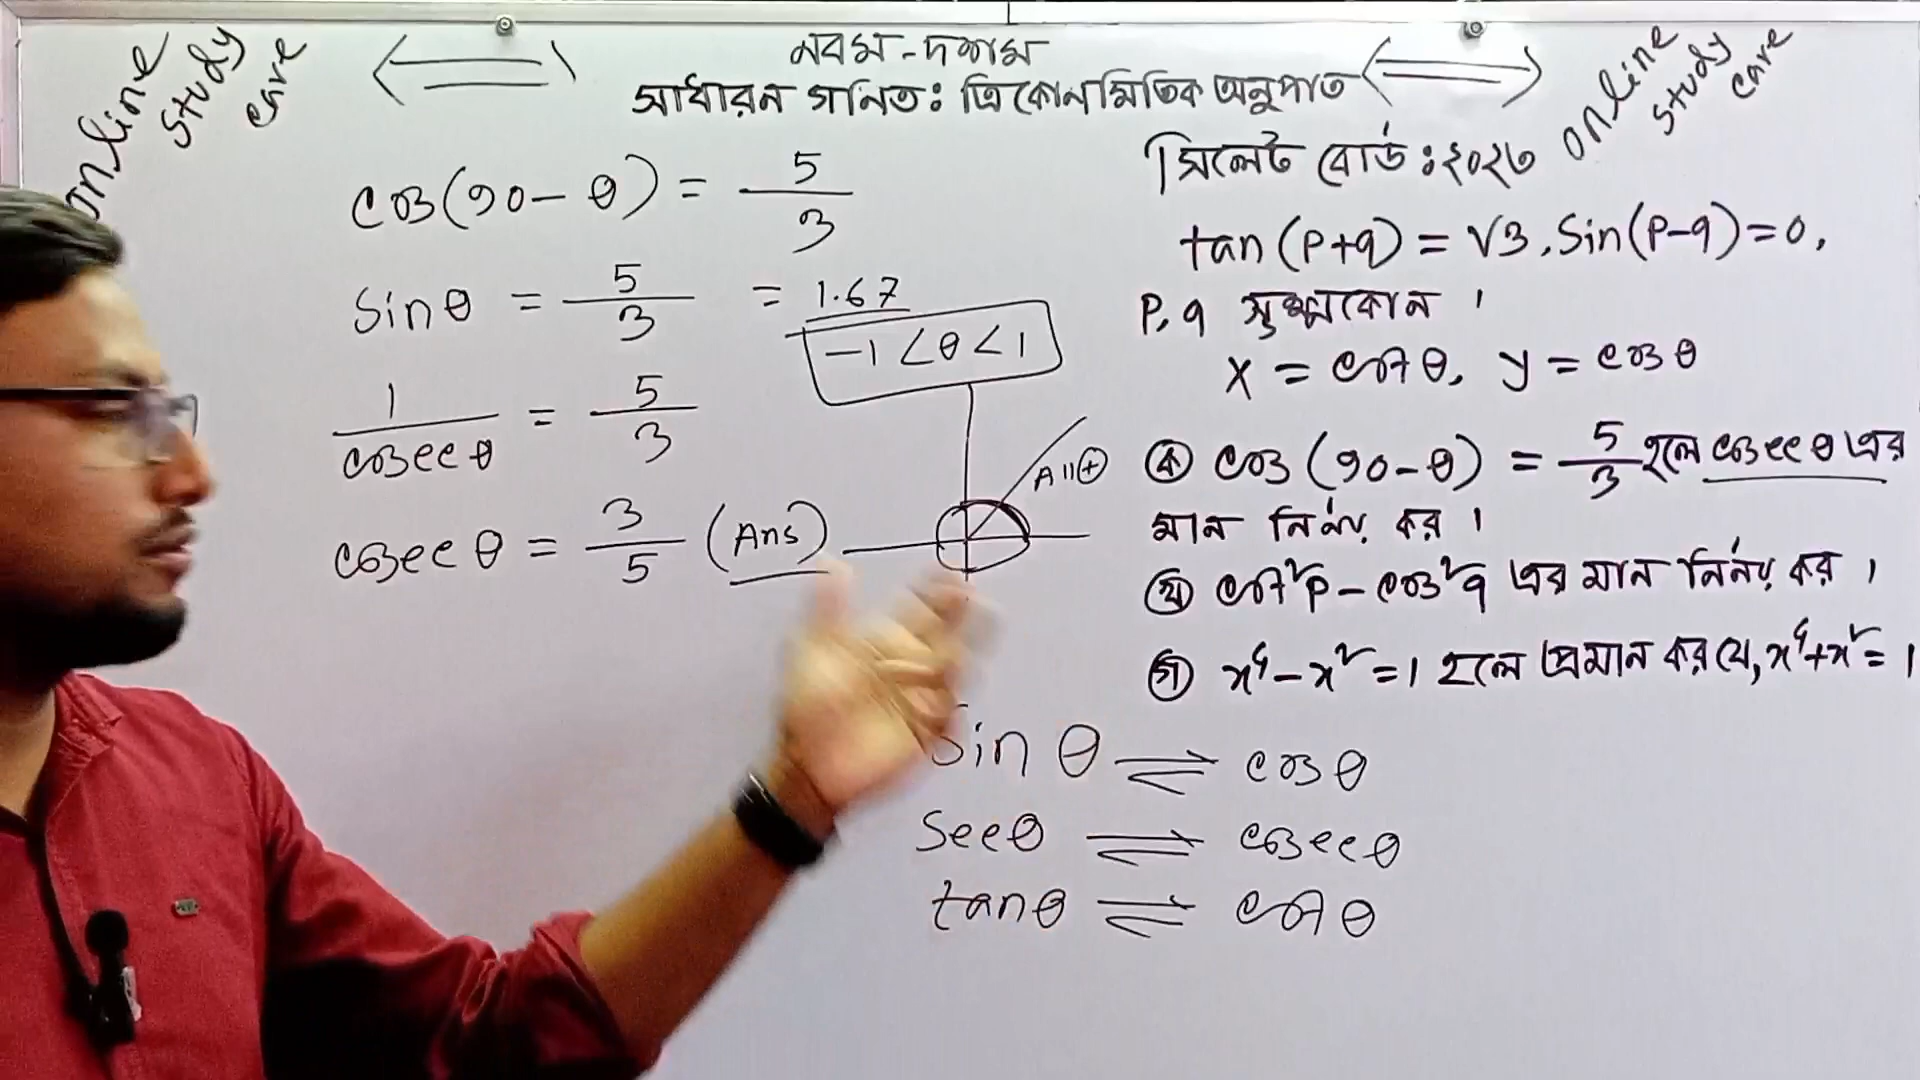 online study care
নবম-দশম
সাধারন গনিত: ত্রিকোনমিতিক অনুপাত
online study care
cos(90-θ) = 5/3
sinθ = 5/3 = 1.67
-1<θ<1
1/cosecθ = 5/3
cosecθ = 3/5 (Ans)
All +
সিলেট বোর্ড: ২০২৩
tan(P+q) = √3, sin(P-q)=0,
P, q সুক্ষ্মকোন ।
x = cotθ, y = cosθ
ক cos(90-θ) = 5/3 হলে cosecθ এর
মান নির্নয় কর ।
খ cot²p - cos²q এর মান নির্নয় কর ।
গ x⁴-x²=1 হলে প্রমান কর যে, x⁴+x²=1
sinθ ⇌ cosθ
secθ ⇌ cosecθ
tanθ ⇌ cotθ